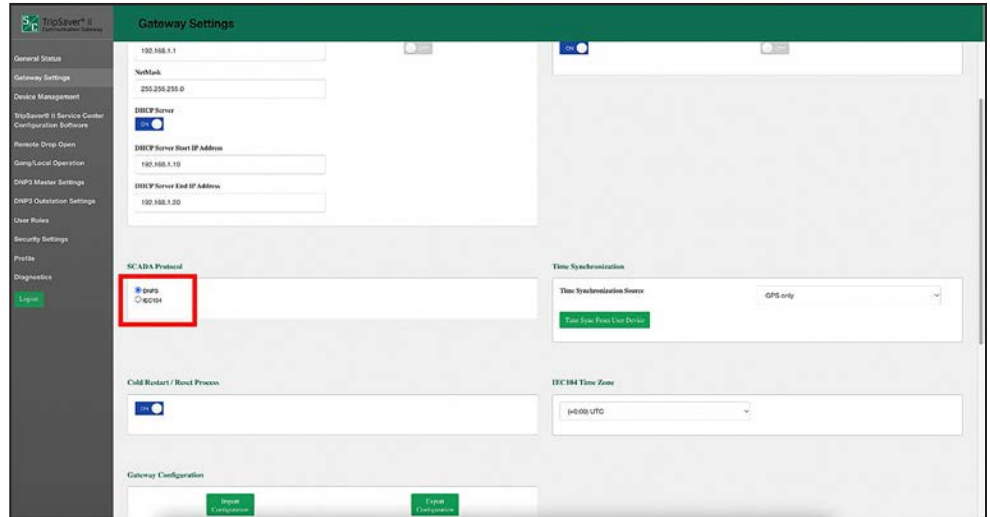 S&C
TripSaver® II
Communication Gateway
Gateway Settings
General Status
Gateway Settings
Device Management
TripSaver® II Service Center
Configuration Software
Remote Drop Open
Gang/Local Operation
DNP3 Master Settings
DNP3 Outstation Settings
User Roles
Security Settings
Profile
Diagnostics
Logout
192.168.1.1
OFF
NetMask
255.255.255.0
DHCP Server
ON
DHCP Server Start IP Address
192.168.1.10
DHCP Server End IP Address
192.168.1.20
ON
OFF
SCADA Protocol
DNP3
IEC104
Time Synchronization
Time Synchronization Source
GPS only
Time Sync From User Device
Cold Restart / Reset Process
ON
IEC104 Time Zone
(+0:00) UTC
Gateway Configuration
Import
Configuration
Export
Configuration